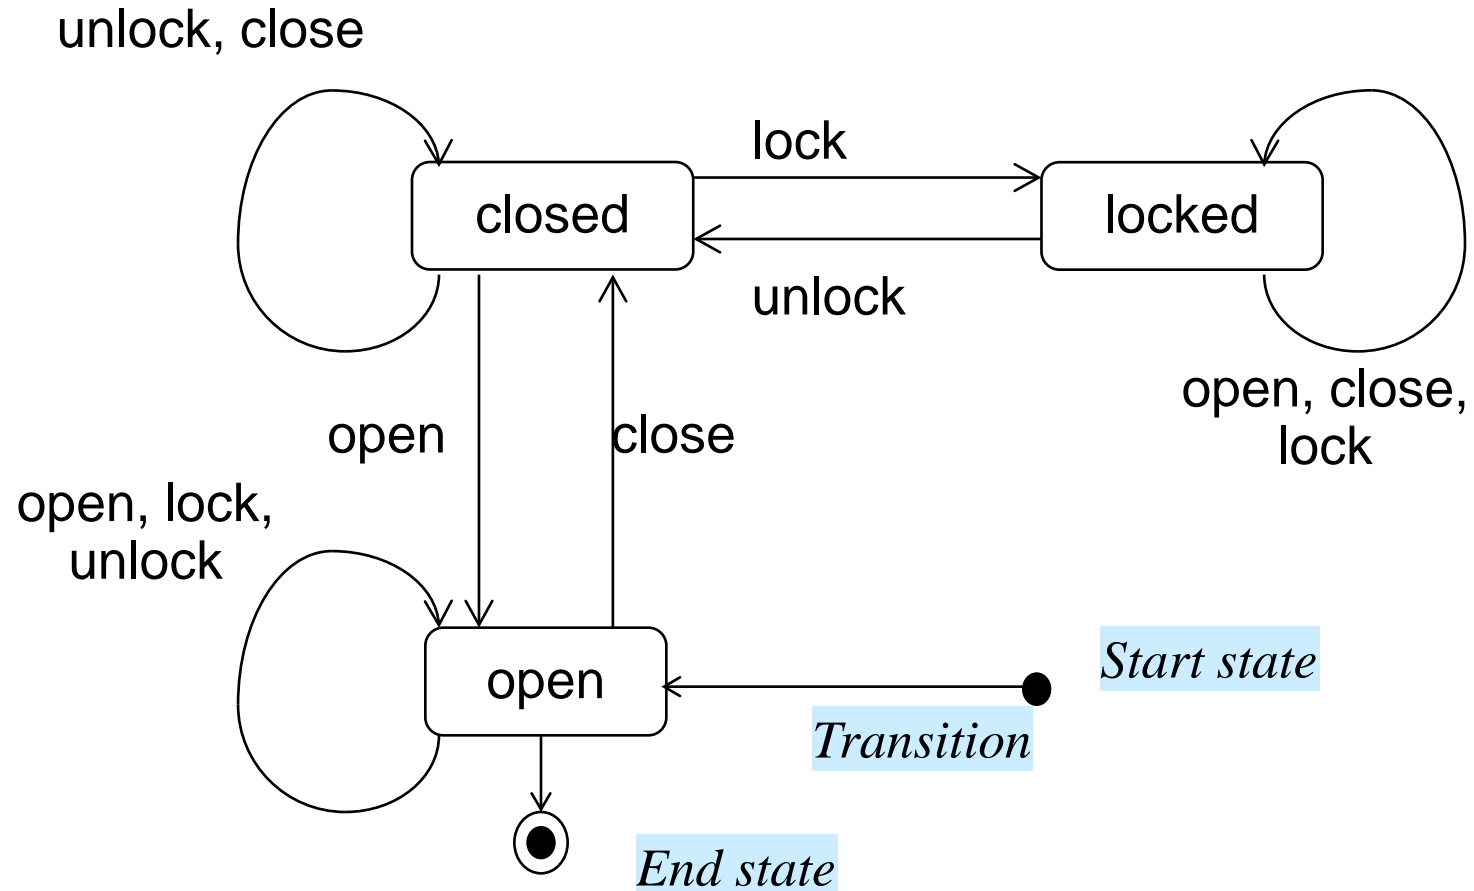 unlock, close
lock
closed
locked
unlock
open, close,
lock
open
close
open, lock,
unlock
open
Start state
Transition
End state